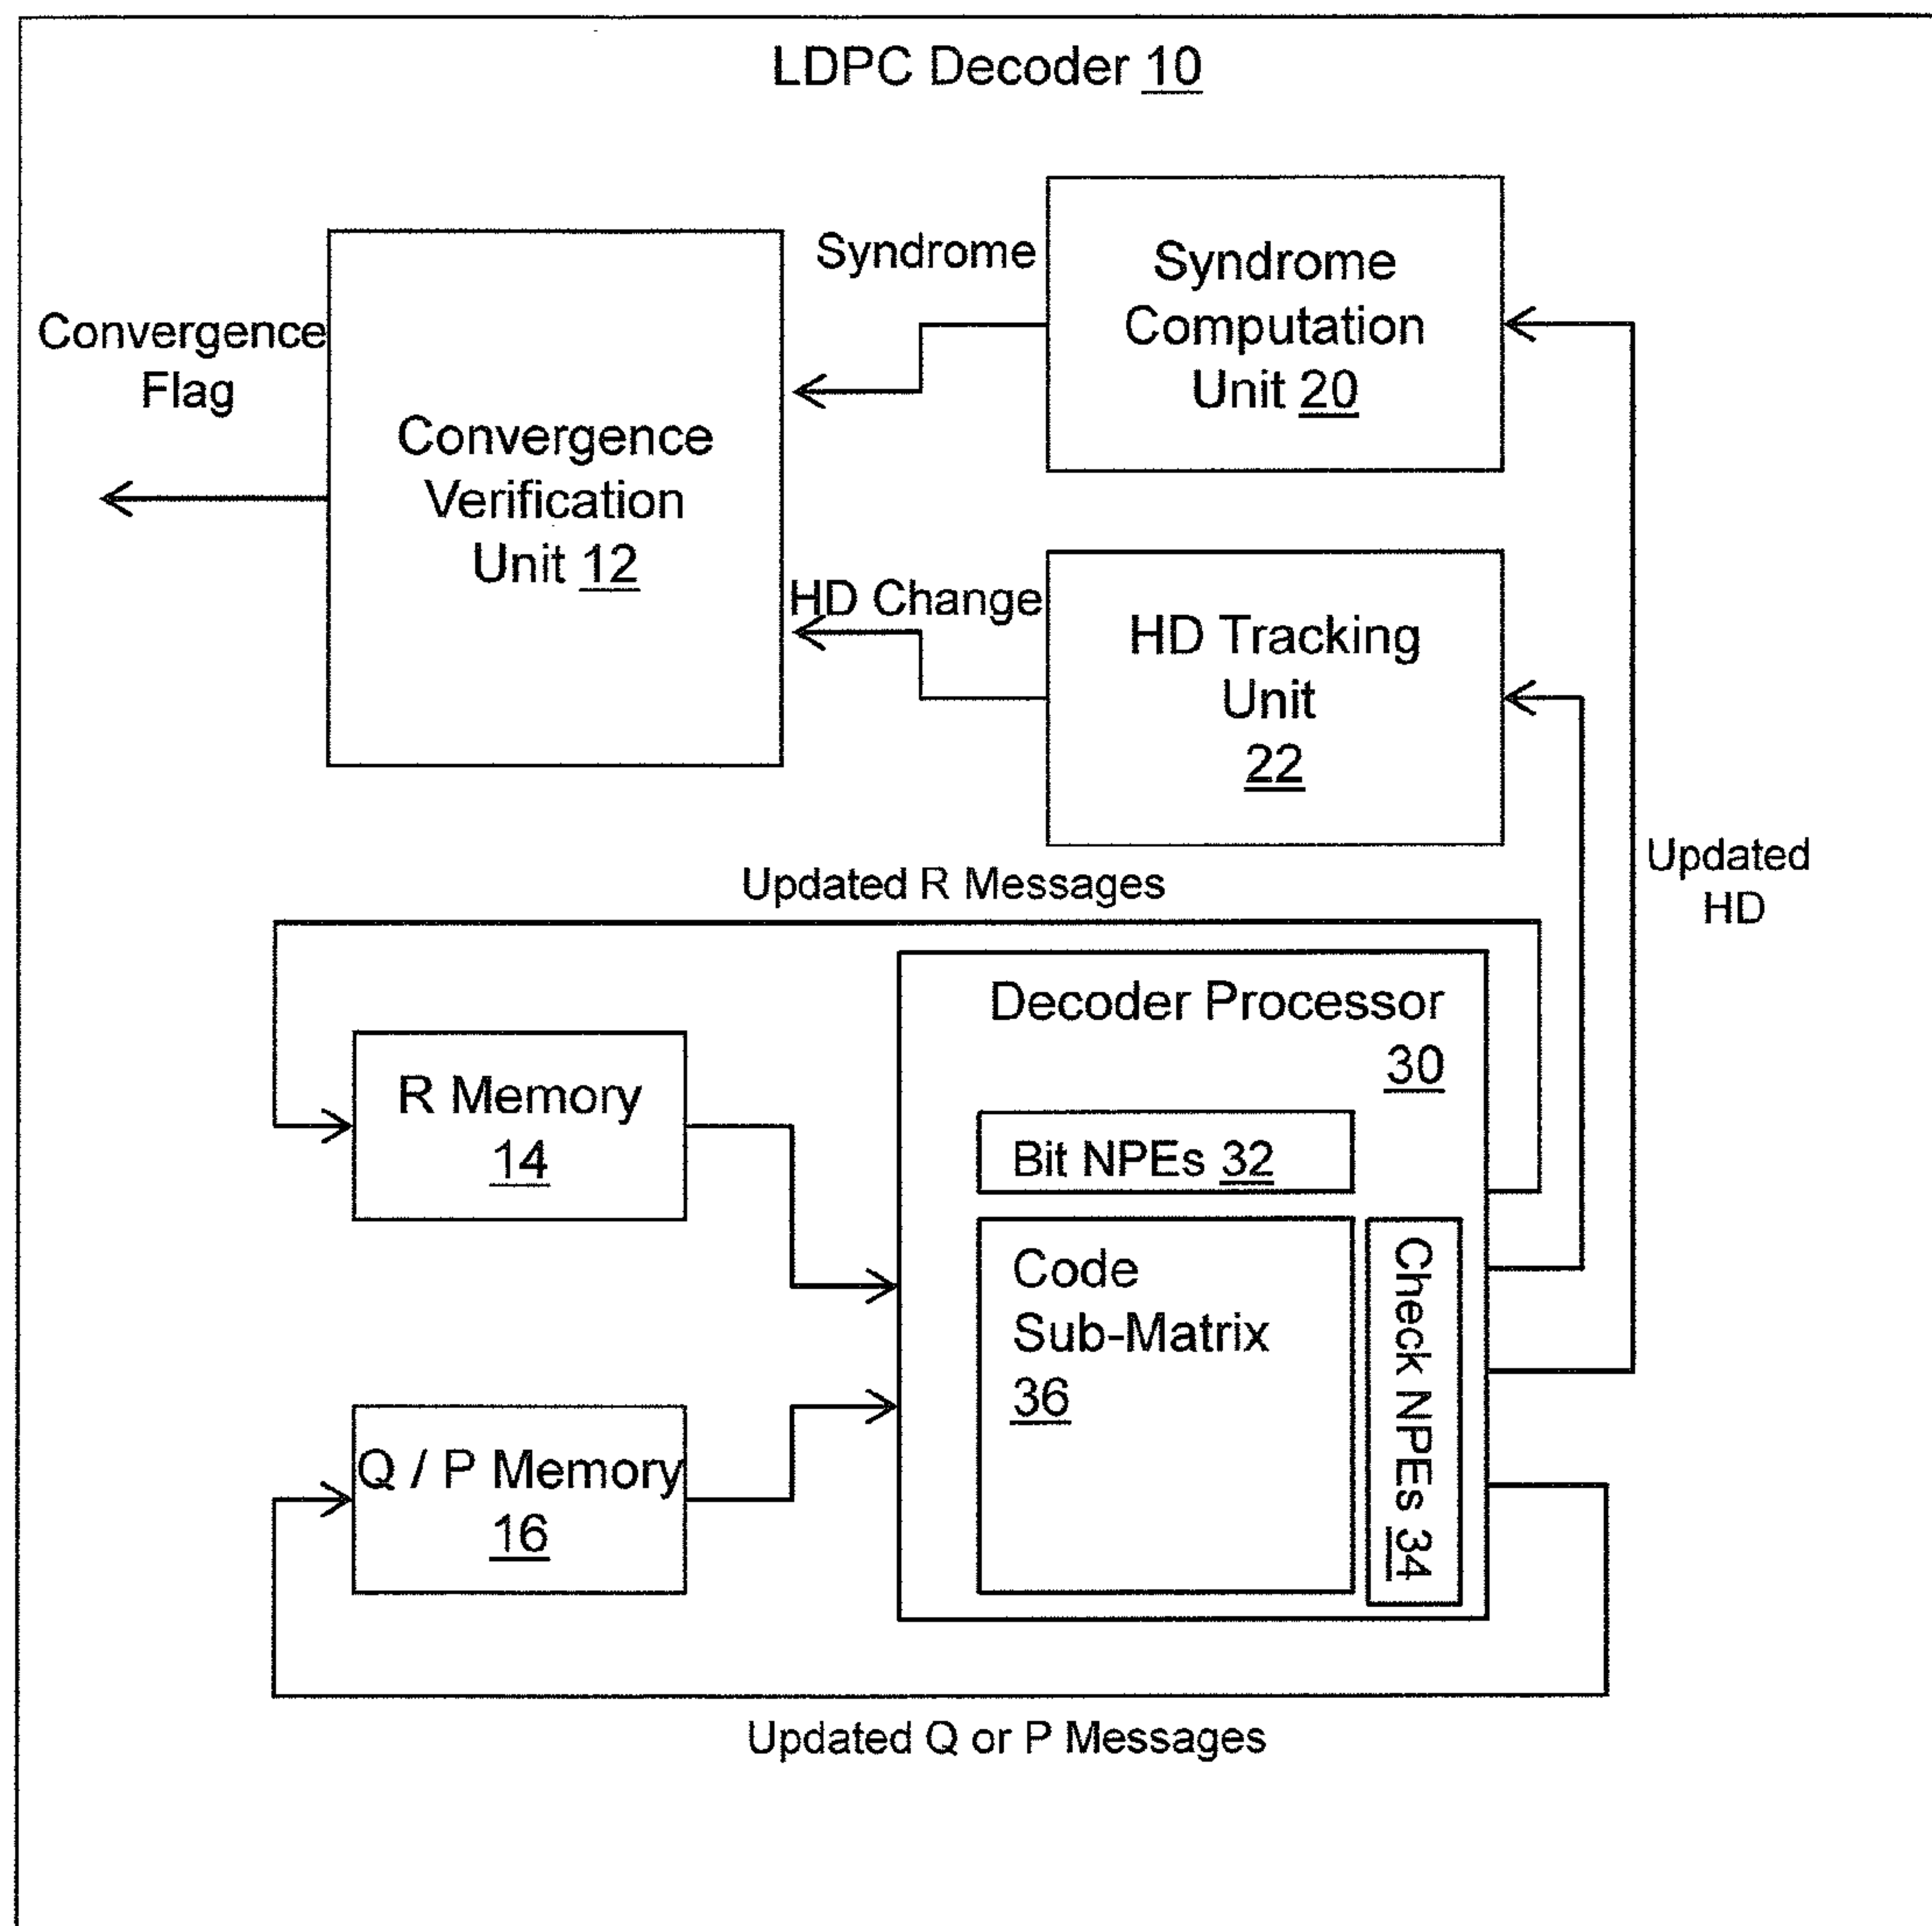 LDPC Decoder 10
Syndrome
Syndrome
Computation
Unit 20
Convergence
Flag
Convergence
Verification
Unit 12
HD Change
HD Tracking
Unit
22
Updated
HD
Updated R Messages
Decoder Processor
30
R Memory
14
Bit NPEs 32
Code
Sub-Matrix
36
Check NPEs 34
Q / P Memory
16
Updated Q or P Messages